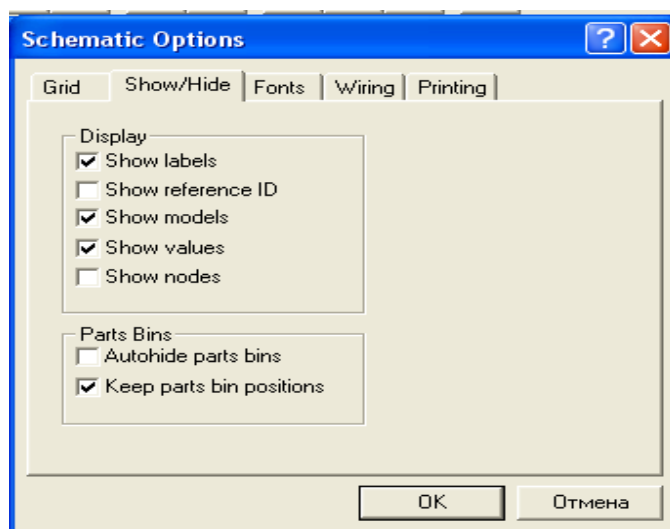 Schematic Options
Grid Show/Hide Fonts Wiring Printing
Display
Show labels
Show reference ID
Show models
Show values
Show nodes
Parts Bins
Autohide parts bins
Keep parts bin positions
OK Отмена